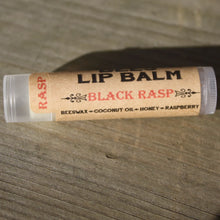 LIP BALM
BLACK RASP
BEESWAX - COCONUT OIL - HONEY - RASPBERRY
RASP